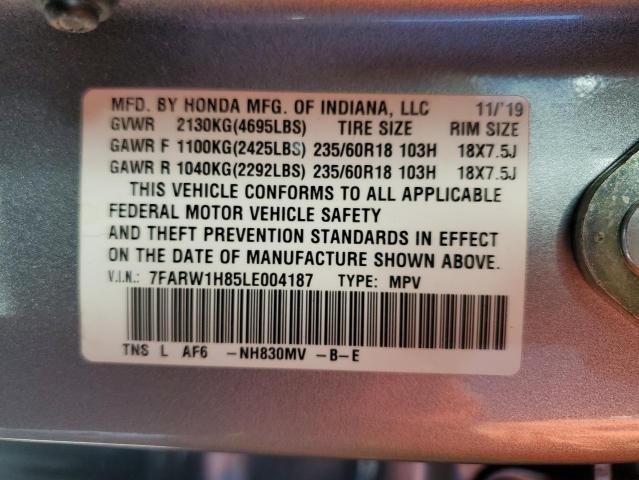 MFD. BY HONDA MFG. OF INDIANA, LLC 11/'19
GVWR 2130KG(4695LBS) TIRE SIZE RIM SIZE
GAWR F 1100KG(2425LBS) 235/60R18 103H 18X7.5J
GAWR R 1040KG(2292LBS) 235/60R18 103H 18X7.5J
THIS VEHICLE CONFORMS TO ALL APPLICABLE
FEDERAL MOTOR VEHICLE SAFETY
AND THEFT PREVENTION STANDARDS IN EFFECT
ON THE DATE OF MANUFACTURE SHOWN ABOVE.
V.I.N.: 7FARW1H85LE004187 TYPE: MPV
TNS L AF6 -NH830MV -B-E